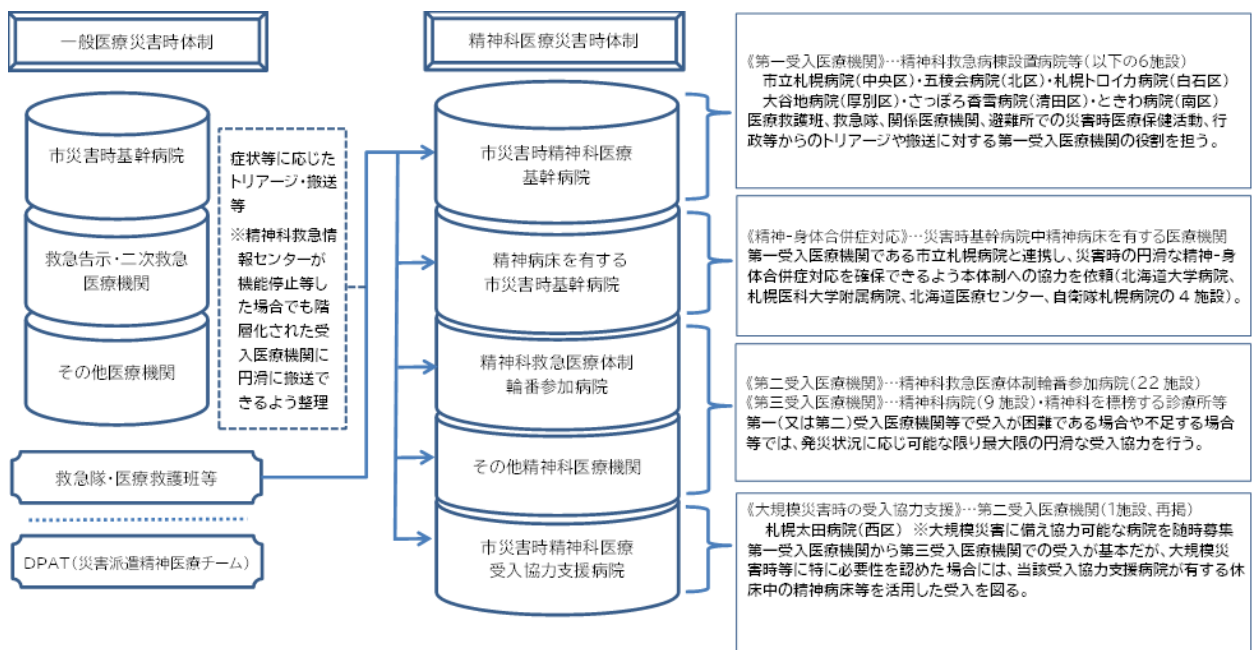 一般医療災害時体制
市災害時基幹病院
救急告示・二次救急
医療機関
その他医療機関
症状等に応じた
トリアージ・搬送
等
※精神科救急情
報センターが
機能停止等し
た場合でも階
層化された受
入医療機関に
円滑に搬送で
きるよう整理
救急隊・医療救護班等
DPAT(災害派遣精神医療チーム)
精神科医療災害時体制
市災害時精神科医療
基幹病院
精神病床を有する
市災害時基幹病院
精神科救急医療体制
輪番参加病院
その他精神科医療機関
市災害時精神科医療
受入協力支援病院
《第一受入医療機関》…精神科救急病棟設置病院等(以下の6施設)
市立札幌病院(中央区)・五稜会病院(北区)・札幌トロイカ病院(白石区)
大谷地病院(厚別区)・さっぽろ香雪病院(清田区)・ときわ病院(南区)
医療救護班、救急隊、関係医療機関、避難所での災害時医療保健活動、行
政等からのトリアージや搬送に対する第一受入医療機関の役割を担う。
《精神-身体合併症対応》…災害時基幹病院中精神病床を有する医療機関
第一受入医療機関である市立札幌病院と連携し、災害時の円滑な精神-身
体合併症対応を確保できるよう本体制への協力を依頼(北海道大学病院、
札幌医科大学附属病院、北海道医療センター、自衛隊札幌病院の4施設)。
《第二受入医療機関》…精神科救急医療体制輪番参加病院(22施設)
《第三受入医療機関》…精神科病院(9施設)・精神科を標榜する診療所等
第一(又は第二)受入医療機関等で受入が困難である場合や不足する場合
等では、発災状況に応じ可能な限り最大限の円滑な受入協力を行う。
《大規模災害時の受入協力支援》…第二受入医療機関(1施設、再掲)
札幌太田病院(西区) ※大規模災害に備え協力可能な病院を随時募集
第一受入医療機関から第三受入医療機関での受入が基本だが、大規模災
害時等に特に必要性を認めた場合には、当該受入協力支援病院が有する休
床中の精神病床等を活用した受入を図る。